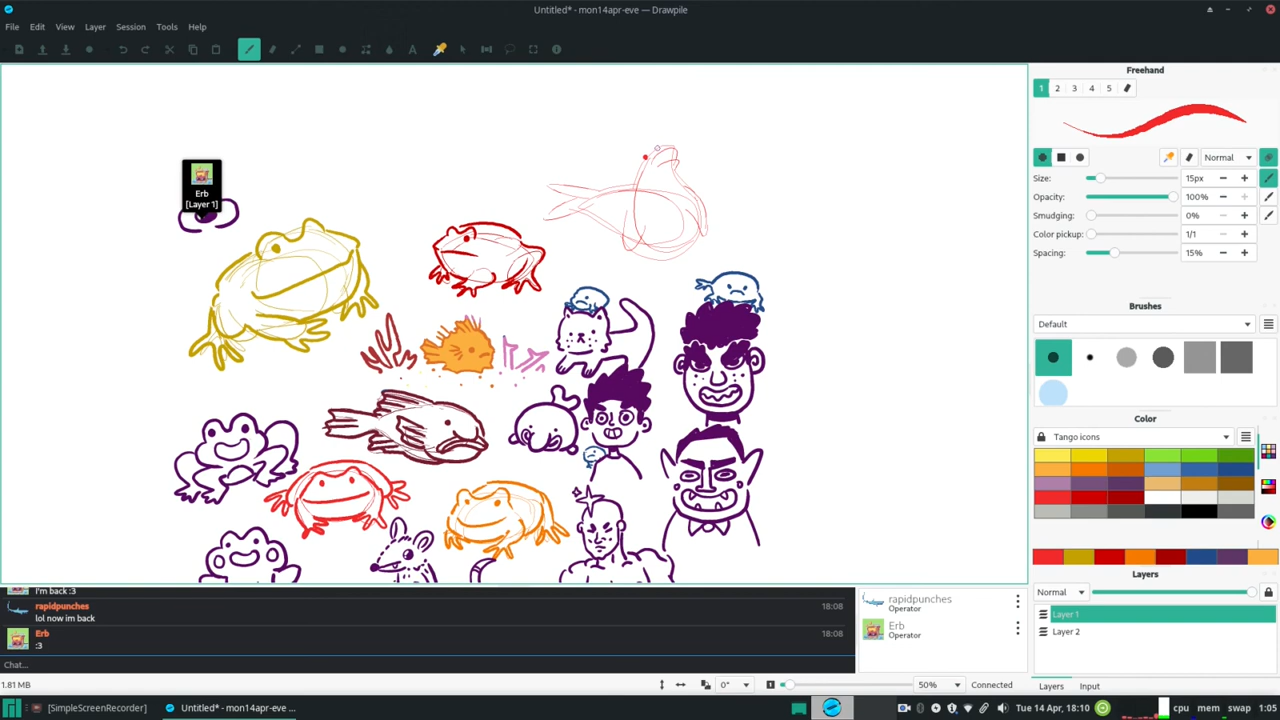 Untitled* - mon14apr-eve — Drawpile
File Edit View Layer Session Tools Help
Freehand
1 2 3 4 5
Normal
Size: 15px
Opacity: 100%
Smudging: 0%
Color pickup: 1/1
Spacing: 15%
Erb
[Layer 1]
Brushes
Default
Color
Tango icons
Layers
Normal
Layer 1
Layer 2
I'm back :3
rapidpunches 18:08
lol now im back
Erb 18:08
:3
Chat...
rapidpunches
Operator
Erb
Operator
1.81 MB
0°
1
50%
Connected
Layers Input
[SimpleScreenRecorder]
Untitled* - mon14apr-eve ...
Tue 14 Apr, 18:10
cpu mem swap 1:05